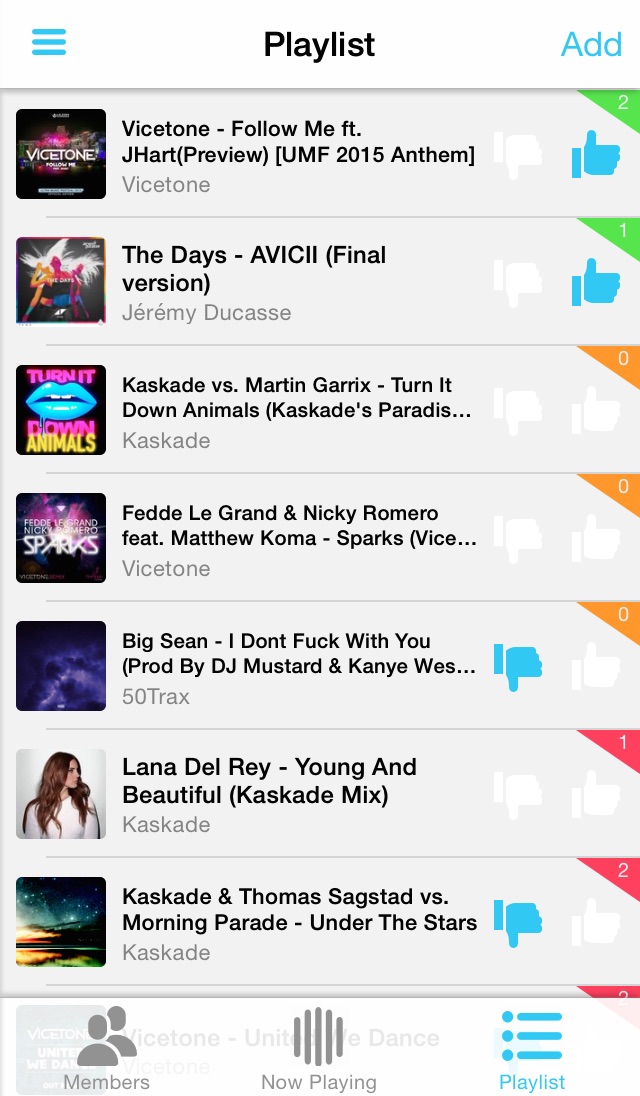 Playlist
Add
2
VICETONE
FOLLOW ME
Vicetone - Follow Me ft.
JHart(Preview) [UMF 2015 Anthem]
Vicetone
1
THE DAYS
The Days - AVICII (Final
version)
Jérémy Ducasse
0
TURN IT
DOWN
ANIMALS
Kaskade vs. Martin Garrix - Turn It
Down Animals (Kaskade's Paradis...
Kaskade
0
FEDDE LE GRAND
NICKY ROMERO
SPARKS
VICETONE REMIX
Fedde Le Grand & Nicky Romero
feat. Matthew Koma - Sparks (Vice...
Vicetone
0
Big Sean - I Dont Fuck With You
(Prod By DJ Mustard & Kanye Wes...
50Trax
1
Lana Del Rey - Young And
Beautiful (Kaskade Mix)
Kaskade
2
Kaskade & Thomas Sagstad vs.
Morning Parade - Under The Stars
Kaskade
2
VICETONE
UNITED
WE DANCE
Vicetone - United We Dance
Vicetone
Members
Now Playing
Playlist